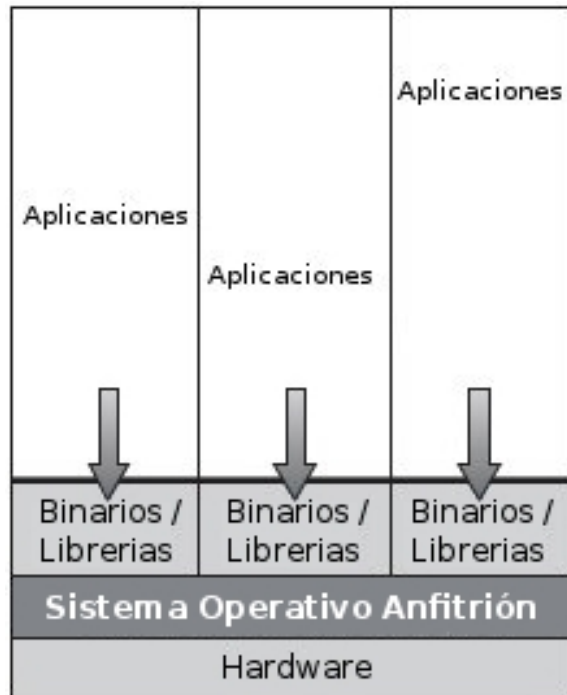 Aplicaciones
Aplicaciones
Aplicaciones
Binarios /
Librerias
Binarios /
Librerias
Binarios /
Librerias
Sistema Operativo Anfitrión
Hardware